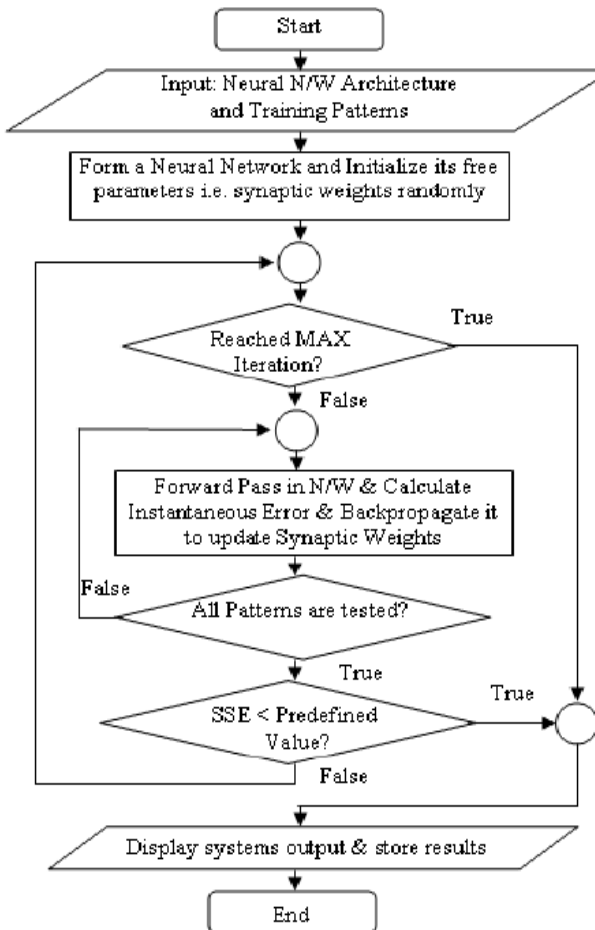 Start
Input: Neural N/W Architecture
and Training Patterns
Form a Neural Network and Initialize its free
parameters i.e. synaptic weights randomly
True
Reached MAX
Iteration?
False
Forward Pass in N/W & Calculate
Instantaneous Error & Backpropagate it
to update Synaptic Weights
False
All Patterns are tested?
True
True
SSE < Predefined
Value?
False
Display systems output & store results
End